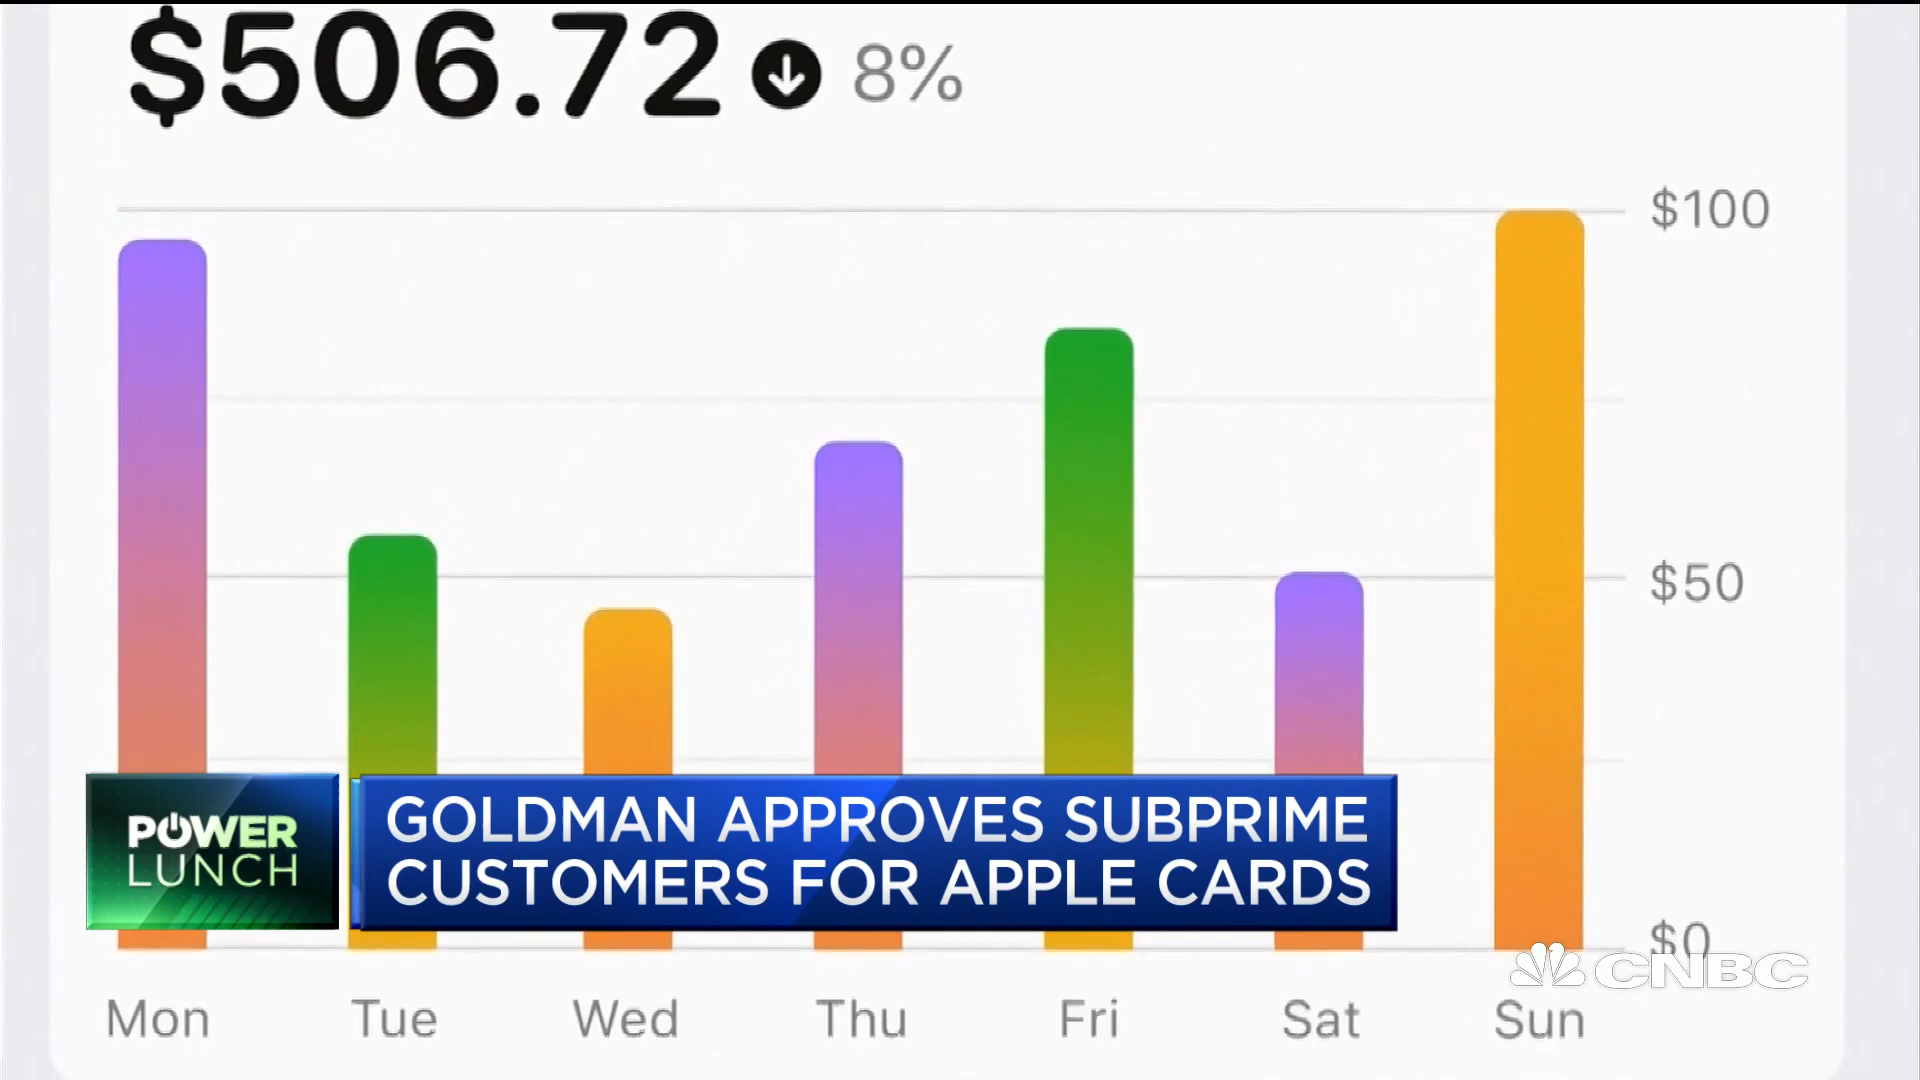 $506.72 8%
$100
$50
$0
POWER
LUNCH
GOLDMAN APPROVES SUBPRIME
CUSTOMERS FOR APPLE CARDS
CNBC
Mon Tue Wed Thu Fri Sat Sun